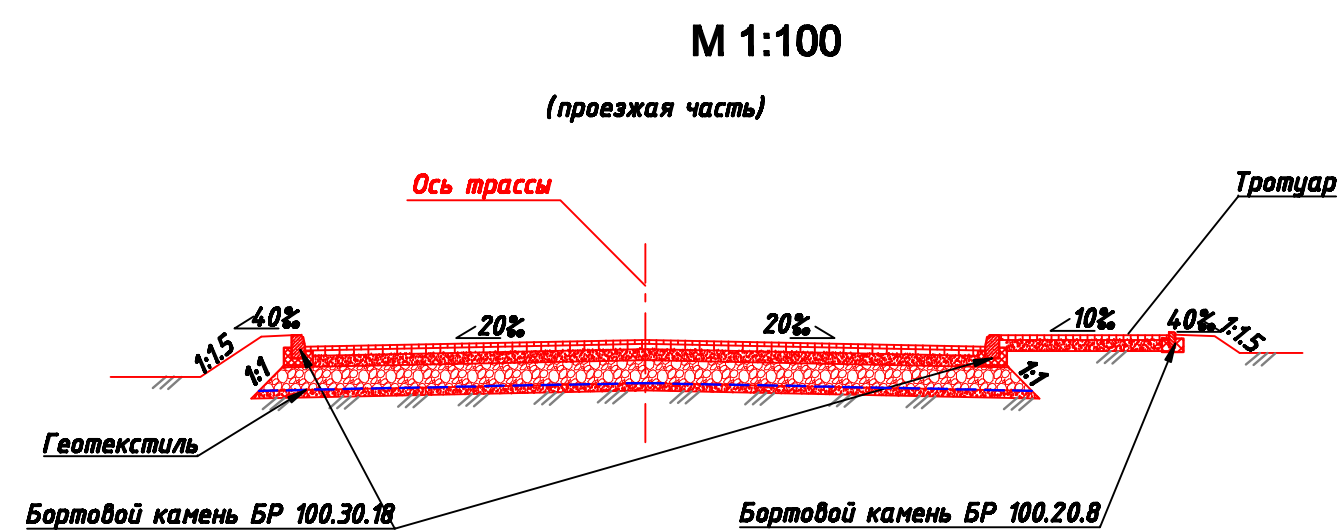 М 1:100
(проезжая часть)
Ось трассы
Тротуар
40‰
20‰
20‰
10‰
40‰
1:1.5
1:1.5
1:1
1:1
Геотекстиль
Бортовой камень БР 100.30.18
Бортовой камень БР 100.20.8